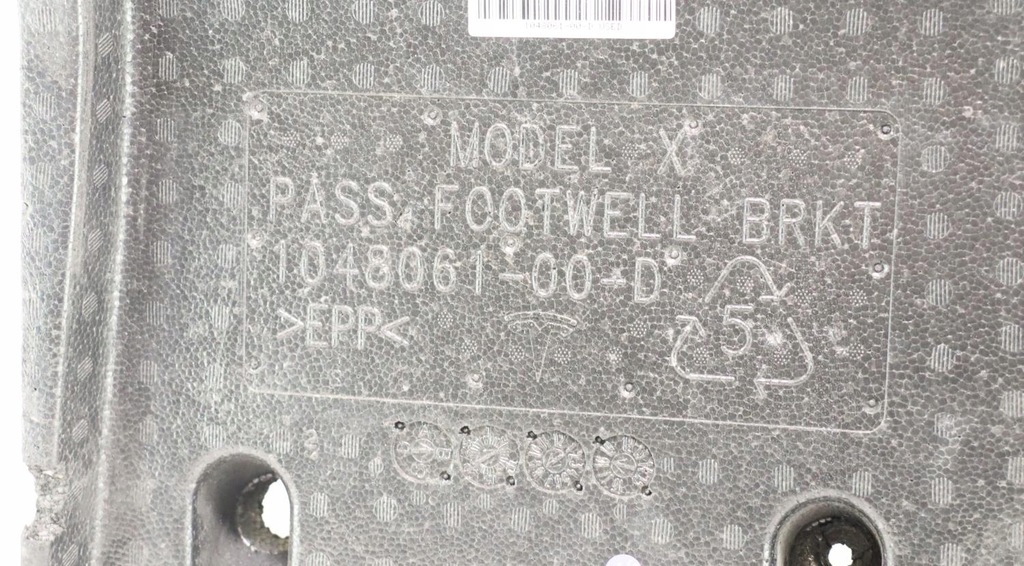 MODEL X
PASS. FOOTWELL BRKT
1048061-00-D
>EPP<
5